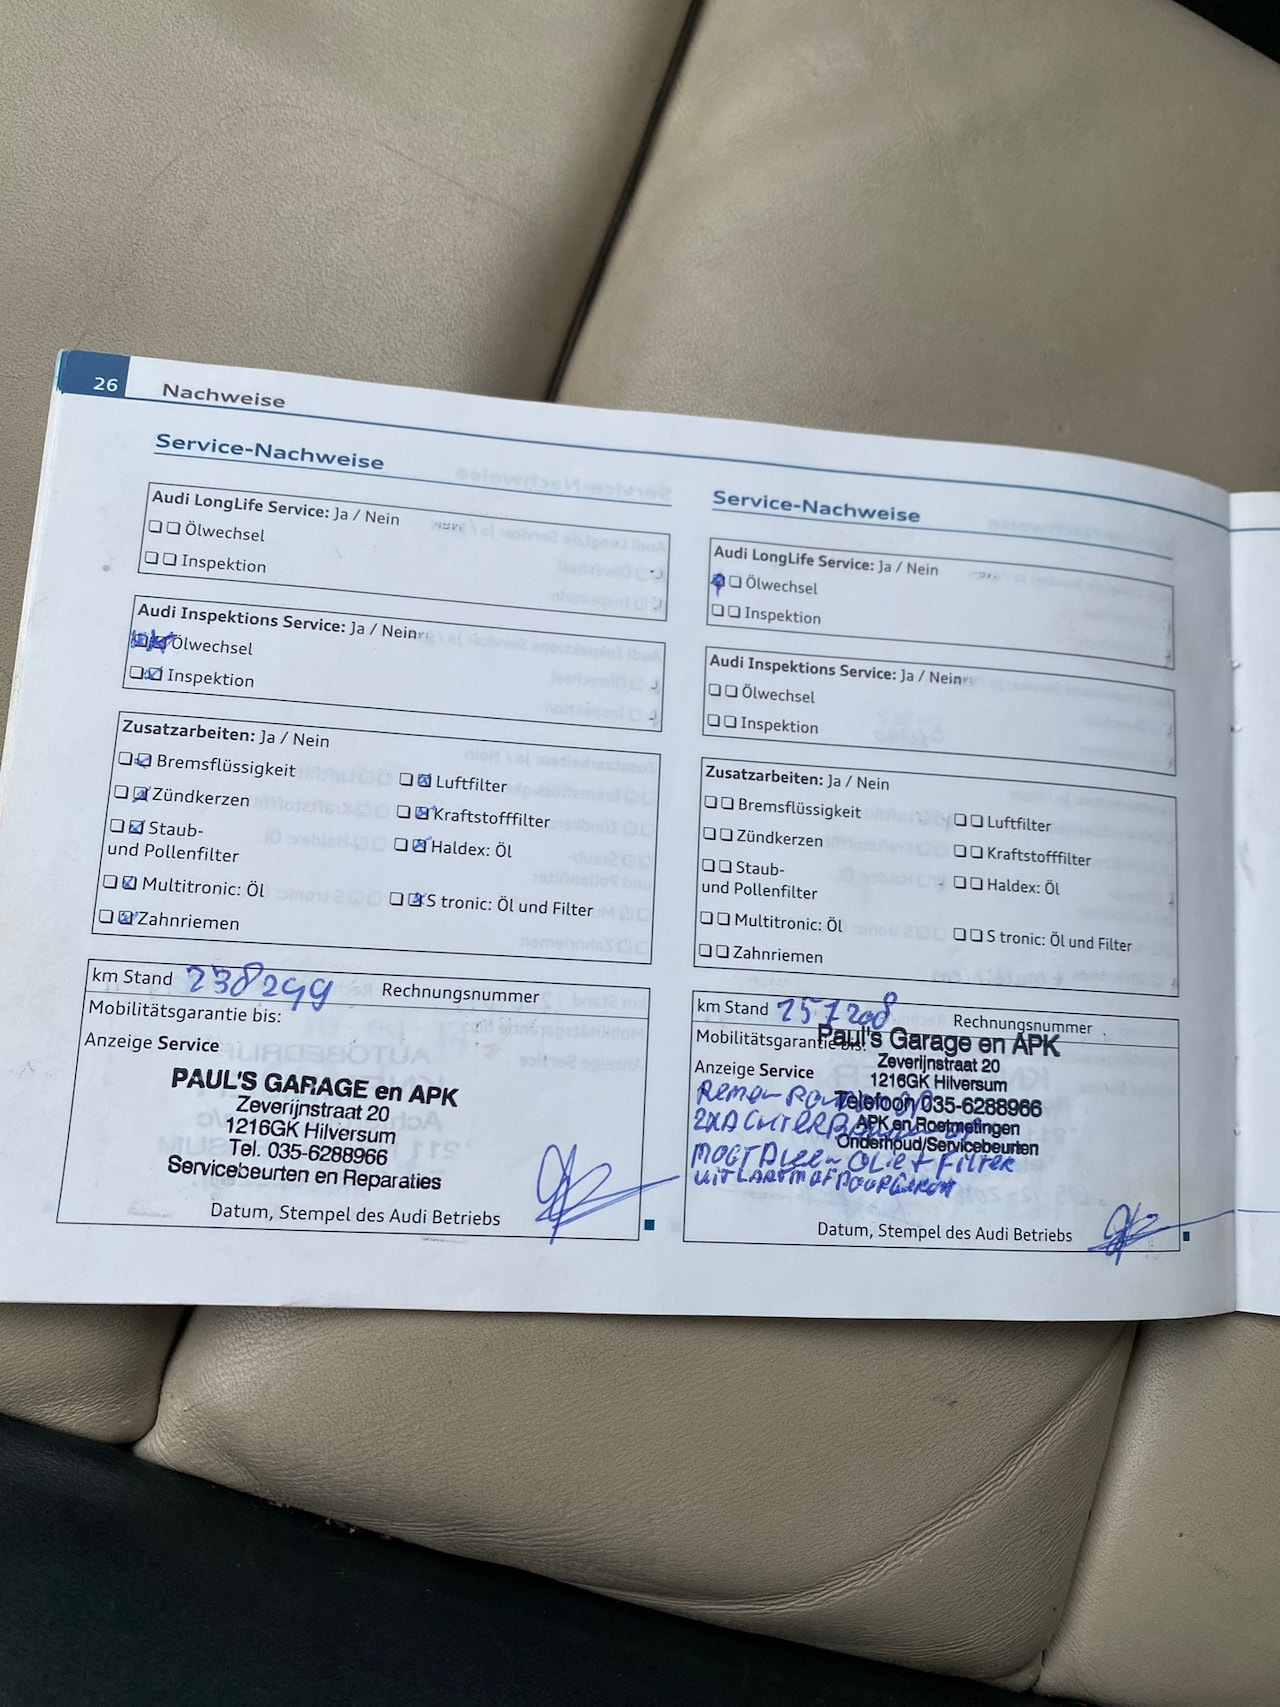 26
Nachweise
Service-Nachweise
Audi LongLife Service: Ja / Nein
Ölwechsel
Inspektion
Audi Inspektions Service: Ja / Nein
Ölwechsel
Inspektion
Zusatzarbeiten: Ja / Nein
Bremsflüssigkeit
Zündkerzen
Staub-
und Pollenfilter
Multitronic: Öl
Zahnriemen
Luftfilter
Kraftstofffilter
Haldex: Öl
S tronic: Öl und Filter
km Stand 238299 Rechnungsnummer
Mobilitätsgarantie bis:
Anzeige Service
PAUL'S GARAGE en APK
Zeverijnstraat 20
1216GK Hilversum
Tel. 035-6288966
Servicebeurten en Reparaties
Datum, Stempel des Audi Betriebs
Service-Nachweise
Audi LongLife Service: Ja / Nein
Ölwechsel
Inspektion
Audi Inspektions Service: Ja / Nein
Ölwechsel
Inspektion
Zusatzarbeiten: Ja / Nein
Bremsflüssigkeit
Zündkerzen
Staub-
und Pollenfilter
Multitronic: Öl
Zahnriemen
Luftfilter
Kraftstofffilter
Haldex: Öl
S tronic: Öl und Filter
km Stand 257208 Rechnungsnummer
Mobilitätsgarantie bis:
Paul's Garage en APK
Zeverijnstraat 20
1216GK Hilversum
Anzeige Service
Telefoon 035-6288966
APK en Roetmetingen
Onderhoud/Servicebeurten
2X ACHTER
OLIE + FILTER
Datum, Stempel des Audi Betriebs